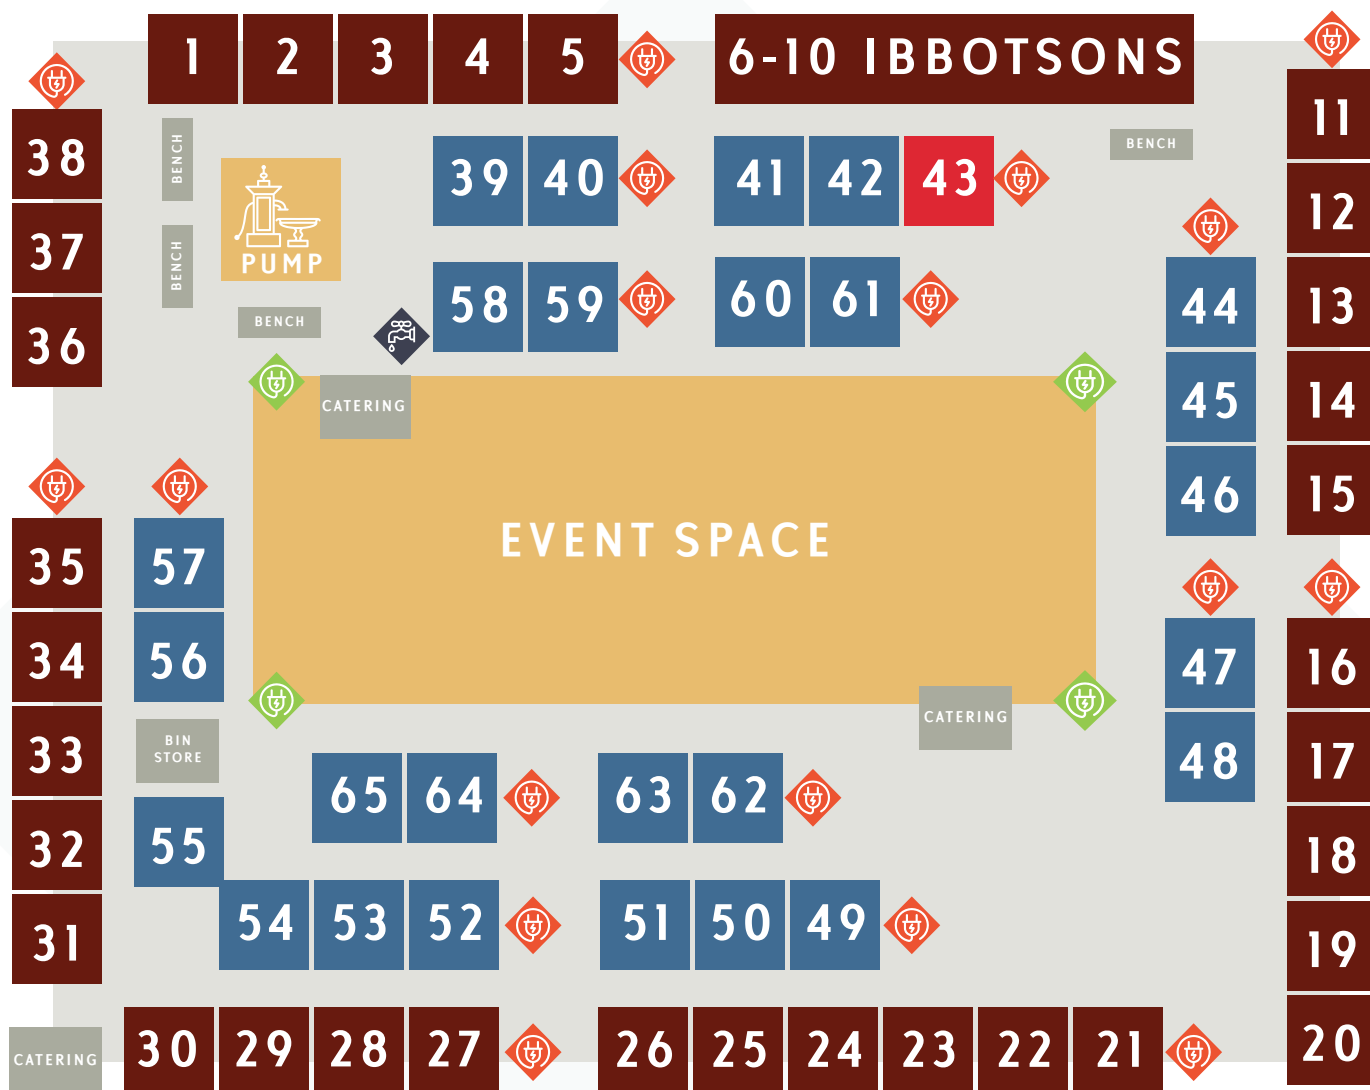 1 2 3 4 5 6-10 IBBOTSONS
11
38
BENCH
BENCH
39 40 41 42 43
12
37
BENCH
PUMP
44
13
58 59 60 61
BENCH
36
CATERING
45
14
46
15
EVENT SPACE
35 57
34 56
47
16
CATERING
33
BIN
STORE
48
17
65 64 63 62
32 55
18
54 53 52 51 50 49
31
19
CATERING
30 29 28 27 26 25 24 23 22 21
20